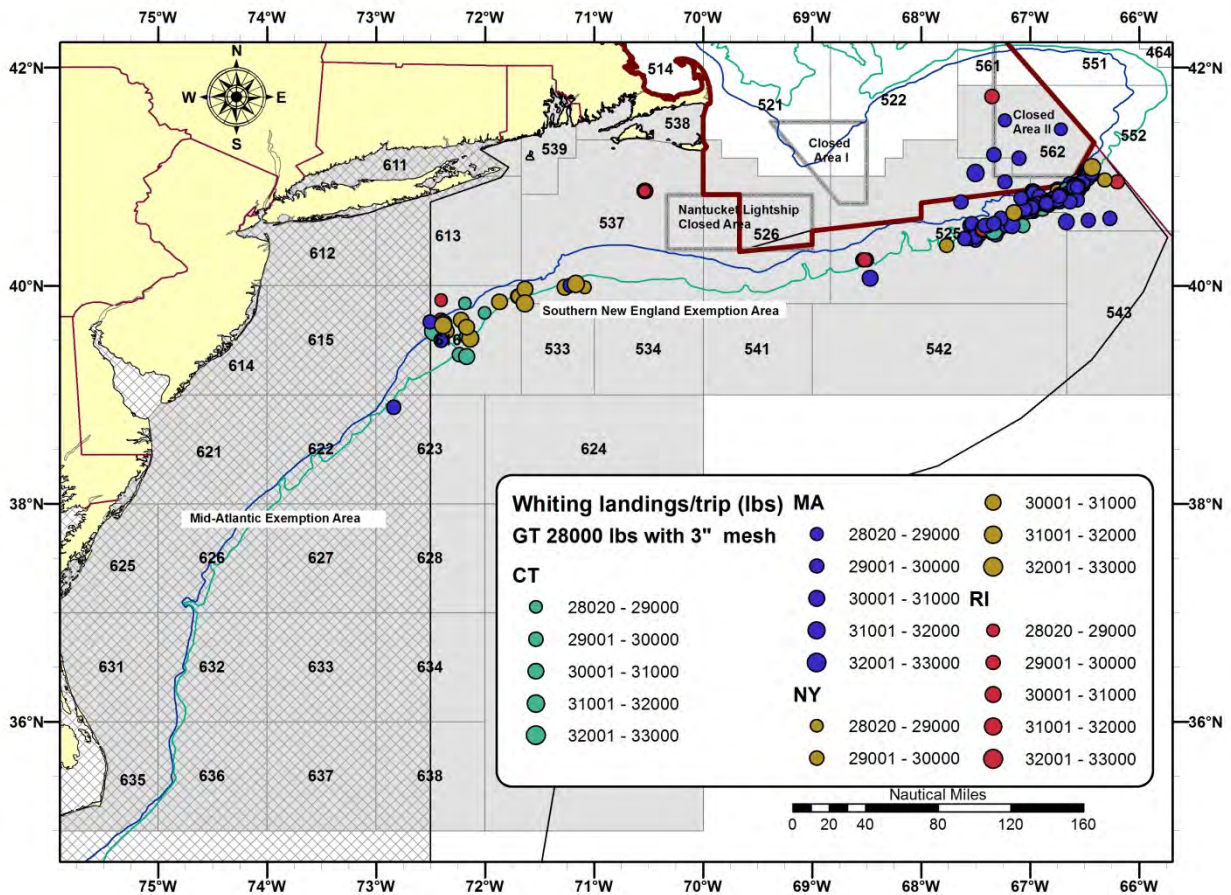 75°W 74°W 73°W 72°W 71°W 70°W 69°W 68°W 67°W 66°W
42°N 42°N
N
W E
S
514
521
522
561
551
464
552
Closed
Area I
Closed
Area II
562
538
539
611
537
Nantucket Lightship
Closed Area
526
525
613
612
40°N 40°N
Southern New England Exemption Area
543
615
616
614
533 534 541 542
621 622 623 624
38°N 38°N
Mid-Atlantic Exemption Area
625 626 627 628
631 632 633 634
36°N 36°N
635 636 637 638
Whiting landings/trip (lbs)
GT 28000 lbs with 3" mesh
CT
28020 - 29000
29001 - 30000
30001 - 31000
31001 - 32000
32001 - 33000
MA
28020 - 29000
29001 - 30000
30001 - 31000
31001 - 32000
32001 - 33000
NY
28020 - 29000
29001 - 30000
30001 - 31000
31001 - 32000
32001 - 33000
RI
28020 - 29000
29001 - 30000
30001 - 31000
31001 - 32000
32001 - 33000
Nautical Miles
0 20 40 80 120 160
75°W 74°W 73°W 72°W 71°W 70°W 69°W 68°W 67°W 66°W